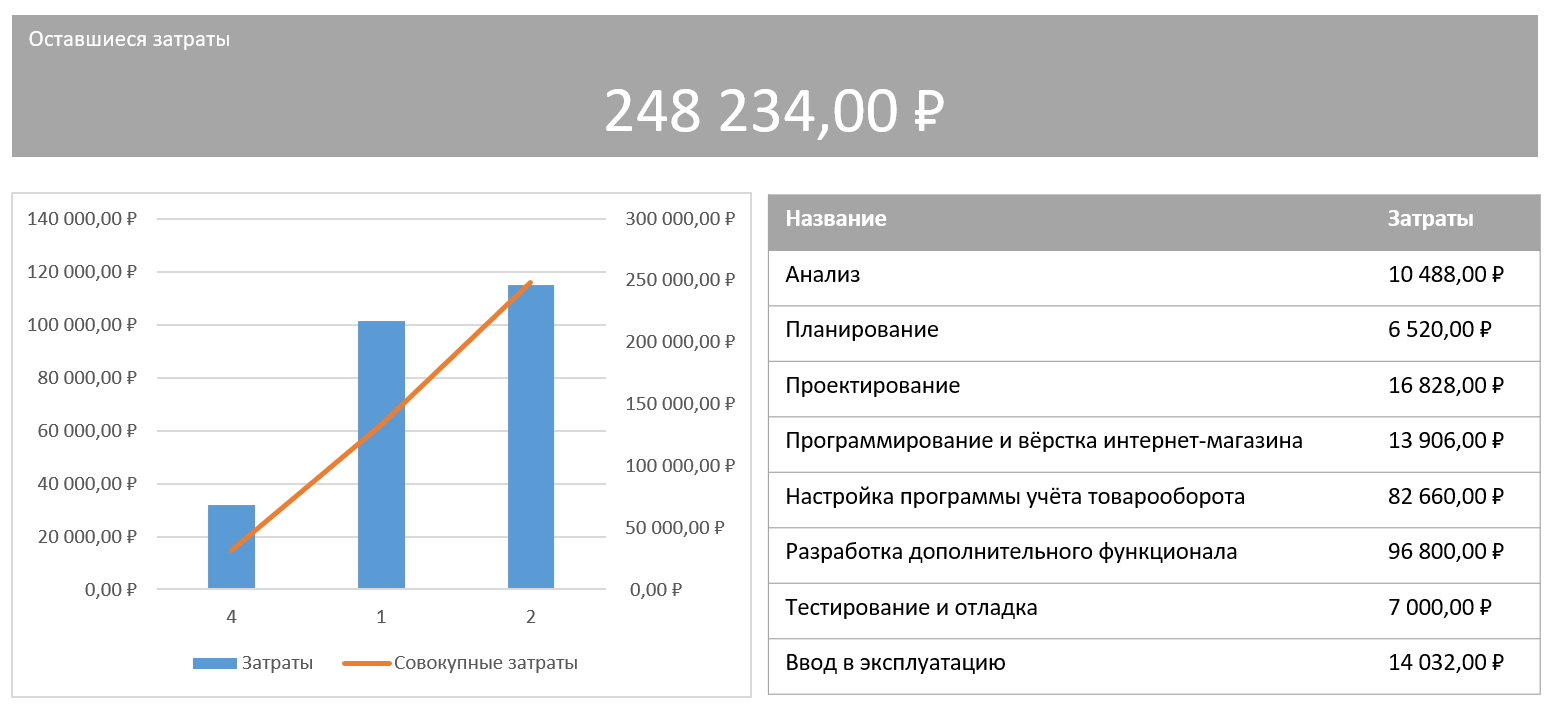 Оставшиеся затраты
248 234,00 ₽
140 000,00 ₽
120 000,00 ₽
100 000,00 ₽
80 000,00 ₽
60 000,00 ₽
40 000,00 ₽
20 000,00 ₽
0,00 ₽
300 000,00 ₽
250 000,00 ₽
200 000,00 ₽
150 000,00 ₽
100 000,00 ₽
50 000,00 ₽
0,00 ₽
4 1 2
Затраты Совокупные затраты
Название Затраты
Анализ 10 488,00 ₽
Планирование 6 520,00 ₽
Проектирование 16 828,00 ₽
Программирование и вёрстка интернет-магазина 13 906,00 ₽
Настройка программы учёта товарооборота 82 660,00 ₽
Разработка дополнительного функционала 96 800,00 ₽
Тестирование и отладка 7 000,00 ₽
Ввод в эксплуатацию 14 032,00 ₽